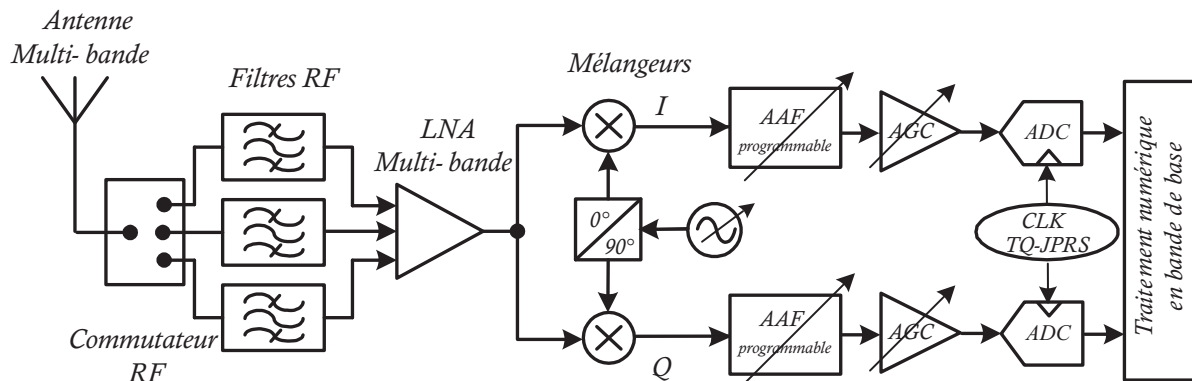 Antenne
Multi- bande
Filtres RF
LNA
Multi- bande
Commutateur
RF
Mélangeurs
I
Q
0°
90°
AAF
programmable
AGC
ADC
CLK
TQ-JPRS
AAF
programmable
AGC
ADC
Traitement numérique
en bande de base